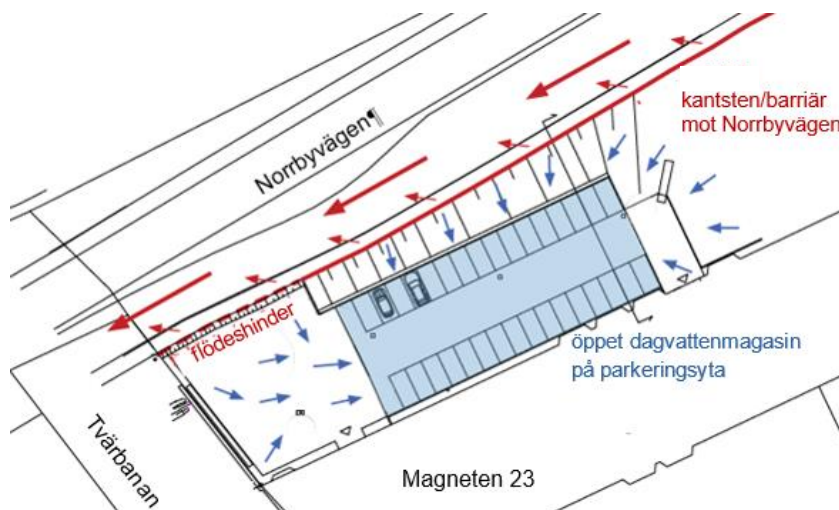 kantsten/barriär
mot Norrbyvägen
Norrbyvägen¶
flödeshinder
öppet dagvattenmagasin
på parkeringsyta
Tvärbanan
Magneten 23